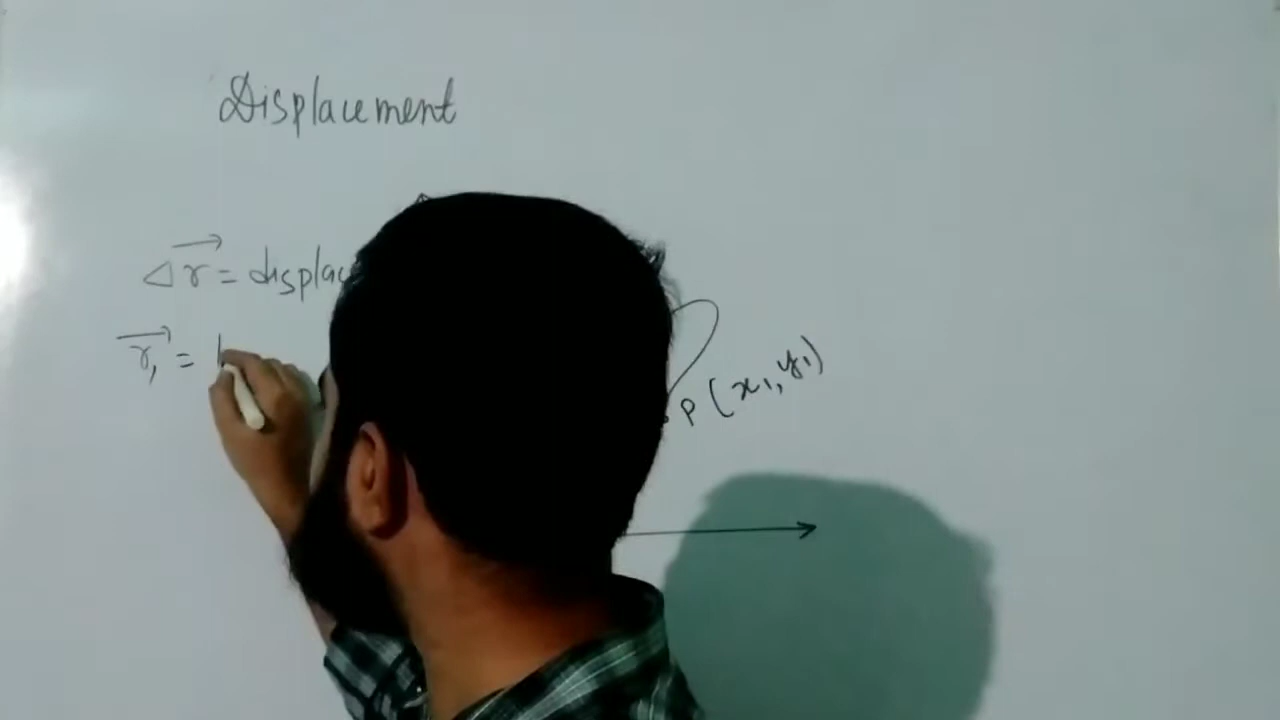 Displacement
Δr⃗ = displac
r⃗₁ =
P (x₁, y₁)